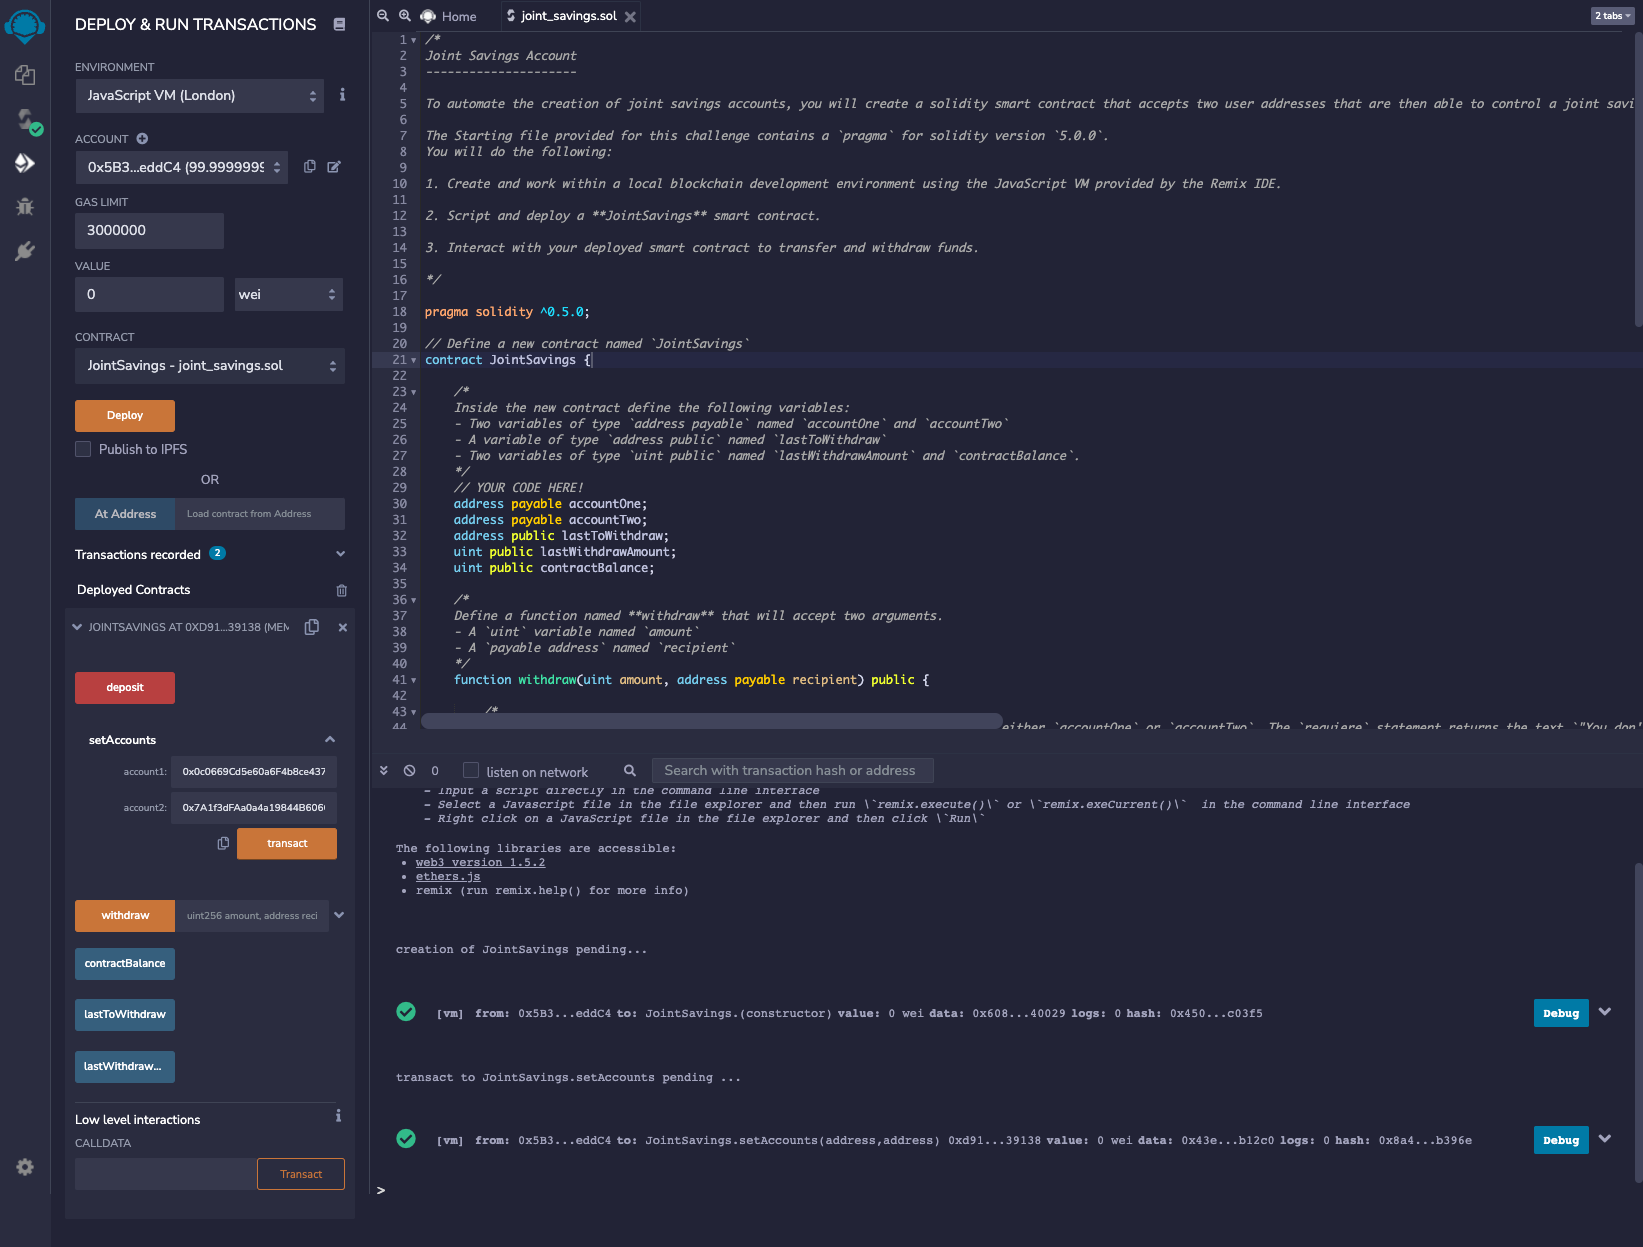 DEPLOY & RUN TRANSACTIONS
ENVIRONMENT
JavaScript VM (London)
ACCOUNT
0x5B3...eddC4 (99.9999999
GAS LIMIT
3000000
VALUE
0
wei
CONTRACT
JointSavings - joint_savings.sol
Deploy
Publish to IPFS
OR
At Address
Load contract from Address
Transactions recorded 2
Deployed Contracts
JOINTSAVINGS AT 0XD91...39138 (MEM
deposit
setAccounts
account1: 0x0c0669Cd5e60a6F4b8ce437
account2: 0x7A1f3dFAa0a4a19844B606
transact
withdraw
uint256 amount, address reci
contractBalance
lastToWithdraw
lastWithdraw...
Low level interactions
CALLDATA
Transact
Home
joint_savings.sol
2 tabs
1 /*
2 Joint Savings Account
3 ---------------------
4
5 To automate the creation of joint savings accounts, you will create a solidity smart contract that accepts two user addresses that are then able to control a joint savi
6
7 The Starting file provided for this challenge contains a `pragma` for solidity version `5.0.0`.
8 You will do the following:
9
10 1. Create and work within a local blockchain development environment using the JavaScript VM provided by the Remix IDE.
11
12 2. Script and deploy a **JointSavings** smart contract.
13
14 3. Interact with your deployed smart contract to transfer and withdraw funds.
15
16 */
17
18 pragma solidity ^0.5.0;
19
20 // Define a new contract named `JointSavings`
21 contract JointSavings {
22
23 /*
24 Inside the new contract define the following variables:
25 - Two variables of type `address payable` named `accountOne` and `accountTwo`
26 - A variable of type `address public` named `lastToWithdraw`
27 - Two variables of type `uint public` named `lastWithdrawAmount` and `contractBalance`.
28 */
29 // YOUR CODE HERE!
30 address payable accountOne;
31 address payable accountTwo;
32 address public lastToWithdraw;
33 uint public lastWithdrawAmount;
34 uint public contractBalance;
35
36 /*
37 Define a function named **withdraw** that will accept two arguments.
38 - A `uint` variable named `amount`
39 - A `payable address` named `recipient`
40 */
41 function withdraw(uint amount, address payable recipient) public {
42
43 /*
44 either `accountOne` or `accountTwo`. The `requiere` statement returns the text `"You don'
0
listen on network
Search with transaction hash or address
- Input a script directly in the command line interface
- Select a Javascript file in the file explorer and then run \`remix.execute()\` or \`remix.exeCurrent()\` in the command line interface
- Right click on a JavaScript file in the file explorer and then click \`Run\`
The following libraries are accessible:
• web3 version 1.5.2
• ethers.js
• remix (run remix.help() for more info)
creation of JointSavings pending...
[vm] from: 0x5B3...eddC4 to: JointSavings.(constructor) value: 0 wei data: 0x608...40029 logs: 0 hash: 0x450...c03f5
Debug
transact to JointSavings.setAccounts pending ...
[vm] from: 0x5B3...eddC4 to: JointSavings.setAccounts(address,address) 0xd91...39138 value: 0 wei data: 0x43e...b12c0 logs: 0 hash: 0x8a4...b396e
Debug
>